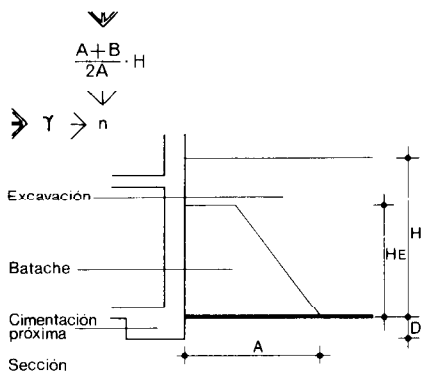 A+B
2A · H
γ n
Excavación
H
HE
Batache
Cimentación
próxima
D
A
Sección